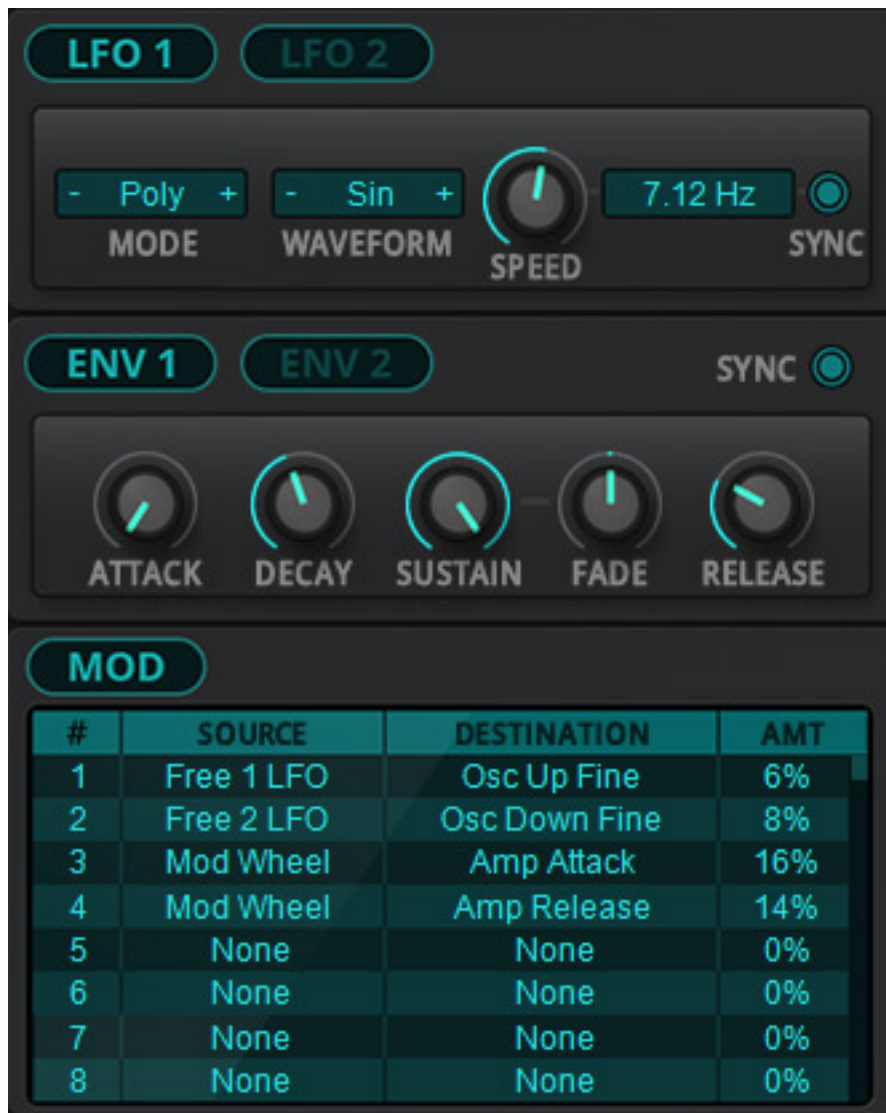 LFO 1 LFO 2
- Poly + - Sin + 7.12 Hz
MODE WAVEFORM SPEED SYNC
ENV 1 ENV 2 SYNC
ATTACK DECAY SUSTAIN FADE RELEASE
MOD
# SOURCE DESTINATION AMT
1 Free 1 LFO Osc Up Fine 6%
2 Free 2 LFO Osc Down Fine 8%
3 Mod Wheel Amp Attack 16%
4 Mod Wheel Amp Release 14%
5 None None 0%
6 None None 0%
7 None None 0%
8 None None 0%